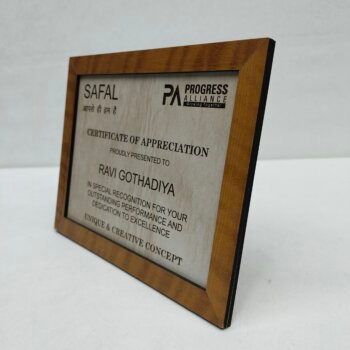 SAFAL
PA PROGRESS
ALLIANCE
CERTIFICATE OF APPRECIATION
PROUDLY PRESENTED TO
RAVI GOTHADIYA
IN SPECIAL RECOGNITION FOR YOUR
OUTSTANDING PERFORMANCE AND
DEDICATION TO EXCELLENCE
UNIQUE & CREATIVE CONCEPT